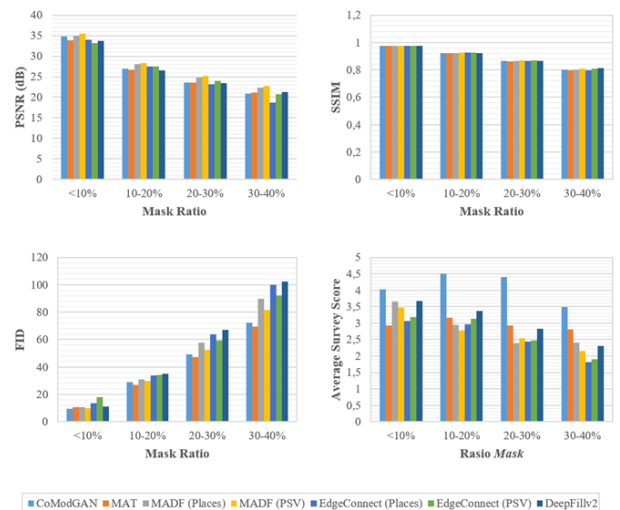 40
35
30
25
20
15
10
5
0
PSNR (dB)
<10% 10-20% 20-30% 30-40%
Mask Ratio
1,2
1
0,8
0,6
0,4
0,2
0
SSIM
<10% 10-20% 20-30% 30-40%
Mask Ratio
120
100
80
60
40
20
0
FID
<10% 10-20% 20-30% 30-40%
Mask Ratio
5
4,5
4
3,5
3
2,5
2
1,5
1
0,5
0
Average Survey Score
<10% 10-20% 20-30% 30-40%
Rasio Mask
CoModGAN MAT MADF (Places) MADF (PSV) EdgeConnect (Places) EdgeConnect (PSV) DeepFillv2